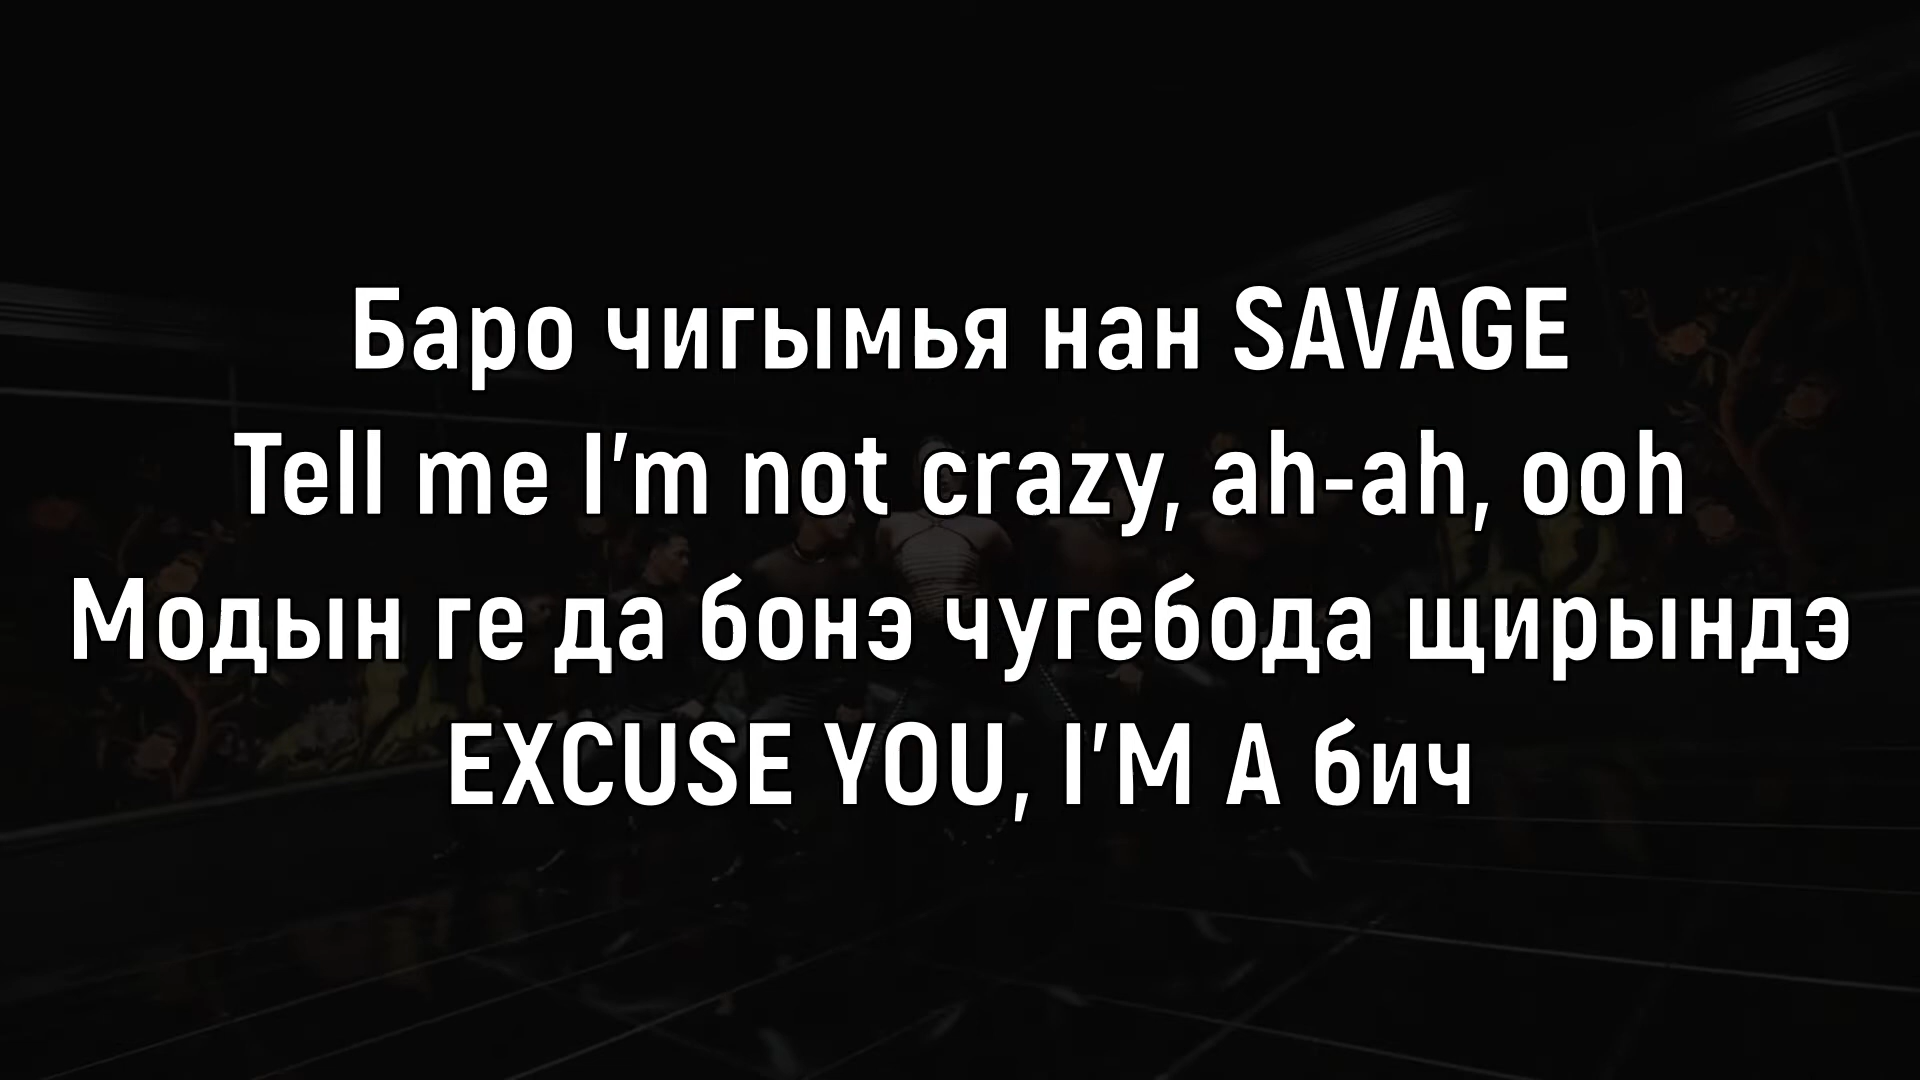 Баро чигымья нан SAVAGE
Tell me I'm not crazy, ah-ah, ooh
Модын ге да бонэ чугебода щирындэ
EXCUSE YOU, I'M A бич